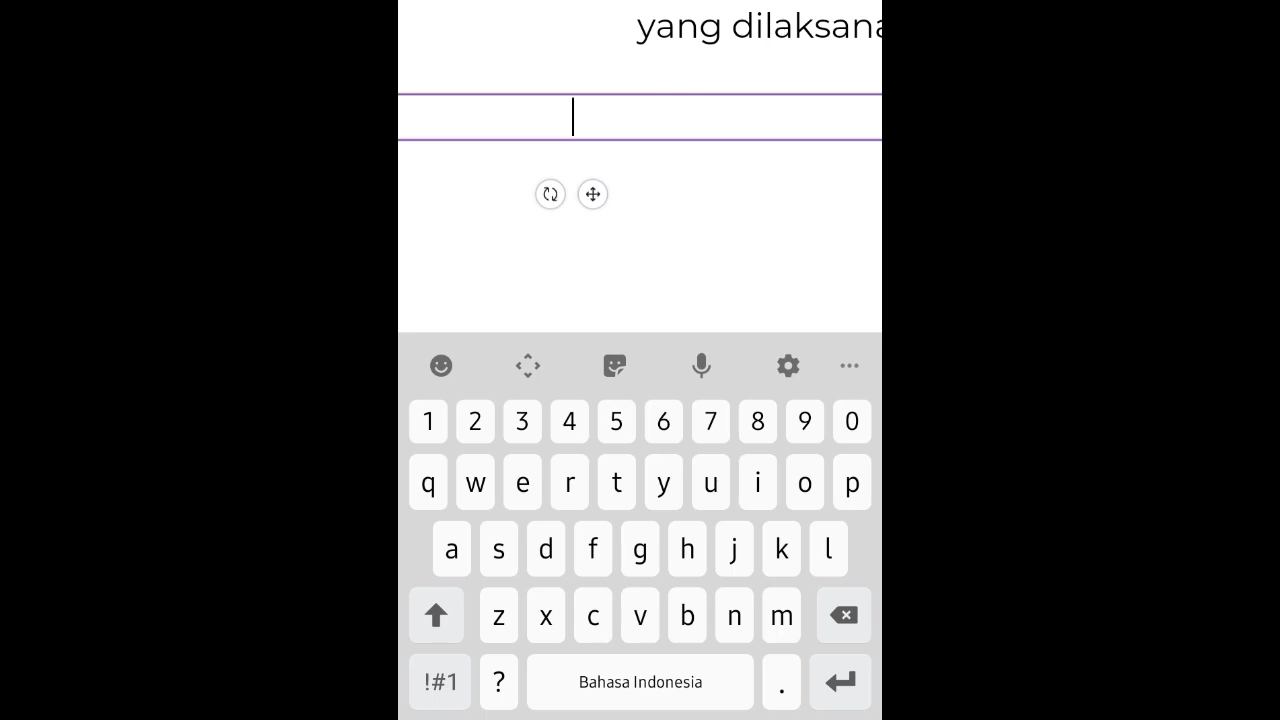 yang dilaksana
1 2 3 4 5 6 7 8 9 0
q w e r t y u i o p
a s d f g h j k l
z x c v b n m
!#1 ? Bahasa Indonesia .